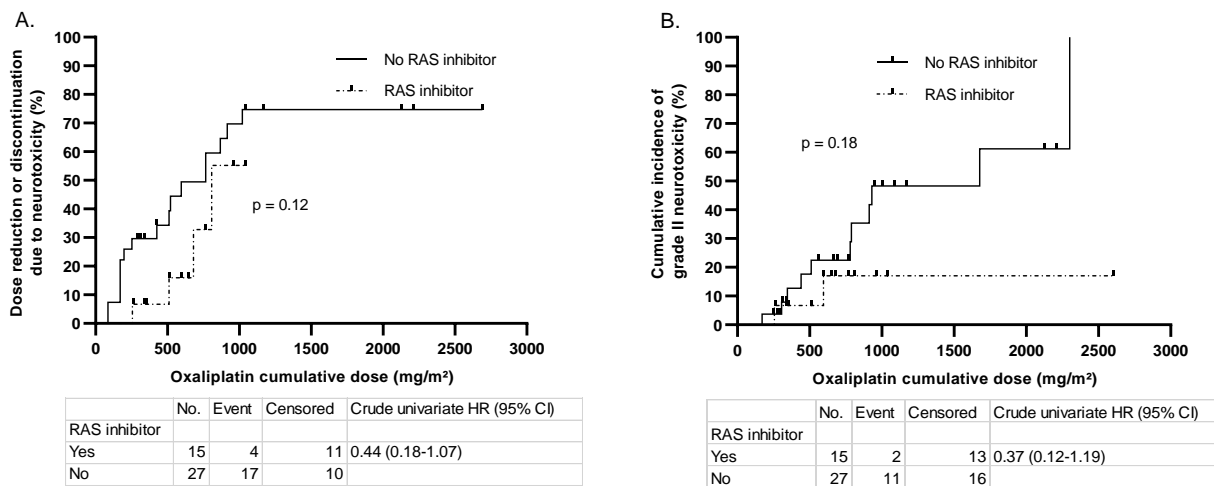 A.
Dose reduction or discontinuation
due to neurotoxicity (%)
100
90
80
70
60
50
40
30
20
10
0
No RAS inhibitor
RAS inhibitor
p = 0.12
0 500 1000 1500 2000 2500 3000
Oxaliplatin cumulative dose (mg/m²)
No. Event Censored Crude univariate HR (95% CI)
RAS inhibitor
Yes 15 4 11 0.44 (0.18-1.07)
No 27 17 10
B.
Cumulative incidence of
grade II neurotoxicity (%)
100
90
80
70
60
50
40
30
20
10
0
No RAS inhibitor
RAS inhibitor
p = 0.18
0 500 1000 1500 2000 2500 3000
Oxaliplatin cumulative dose (mg/m²)
No. Event Censored Crude univariate HR (95% CI)
RAS inhibitor
Yes 15 2 13 0.37 (0.12-1.19)
No 27 11 16